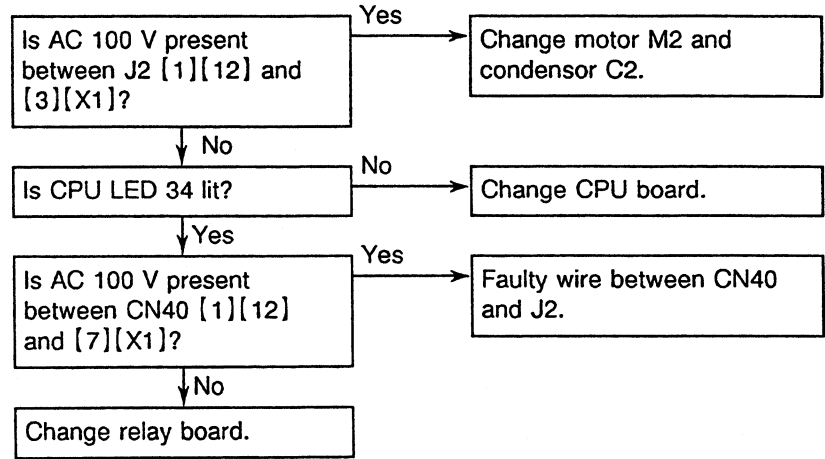 Is AC 100 V present
between J2 [1][12] and
[3][X1]?
Yes
Change motor M2 and
condensor C2.
No
Is CPU LED 34 lit?
No
Change CPU board.
Yes
Is AC 100 V present
between CN40 [1][12]
and [7][X1]?
Yes
Faulty wire between CN40
and J2.
No
Change relay board.